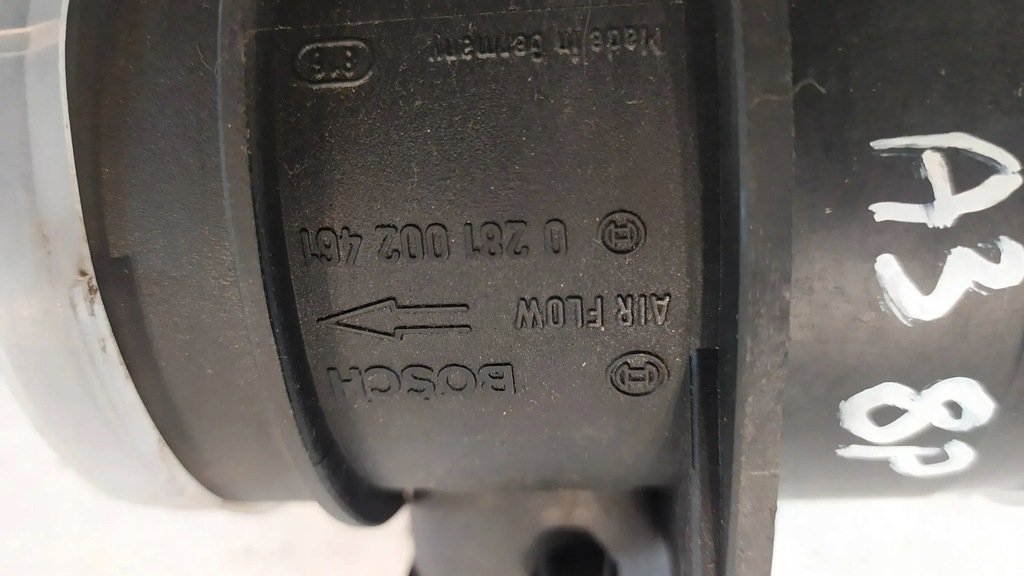 BOSCH
AIR FLOW
0 281 002 461
Made in Germany
A3
8P